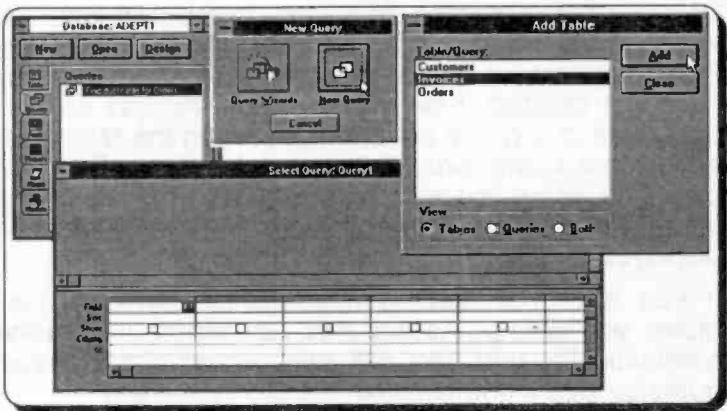 Database: ADEPT1
New Open Design
Queries
Table
New Query
Query Wizards New Query
Cancel
Add Table
Table/Query:
Customers
Invoices
Orders
Add
Close
View
Tables Queries Both
Select Query: Query1
Field:
Sort:
Show:
Criteria:
or: